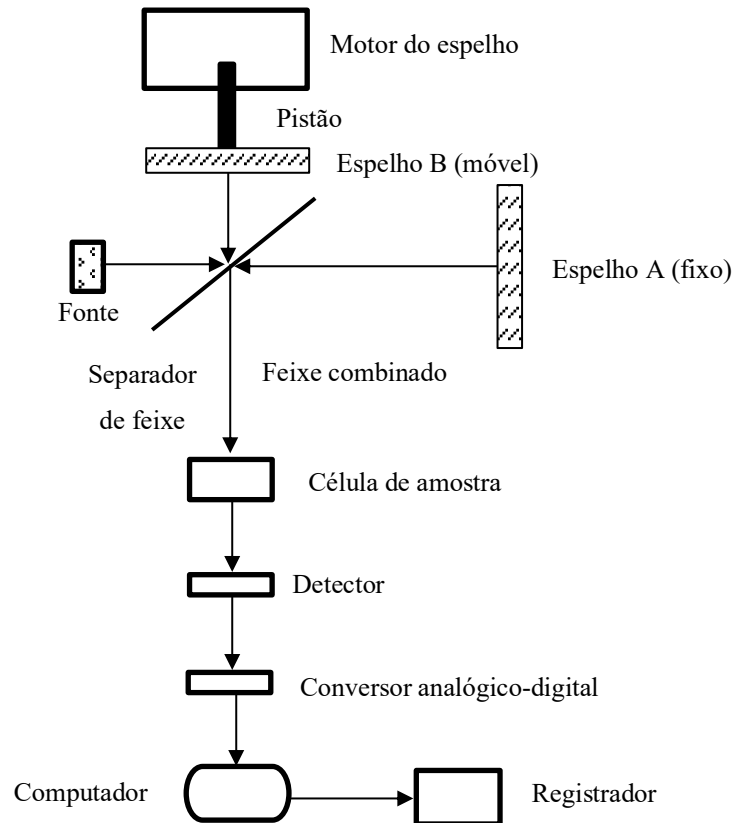 Motor do espelho
Pistão
Espelho B (móvel)
Espelho A (fixo)
Fonte
Separador
de feixe
Feixe combinado
Célula de amostra
Detector
Conversor analógico-digital
Computador
Registrador